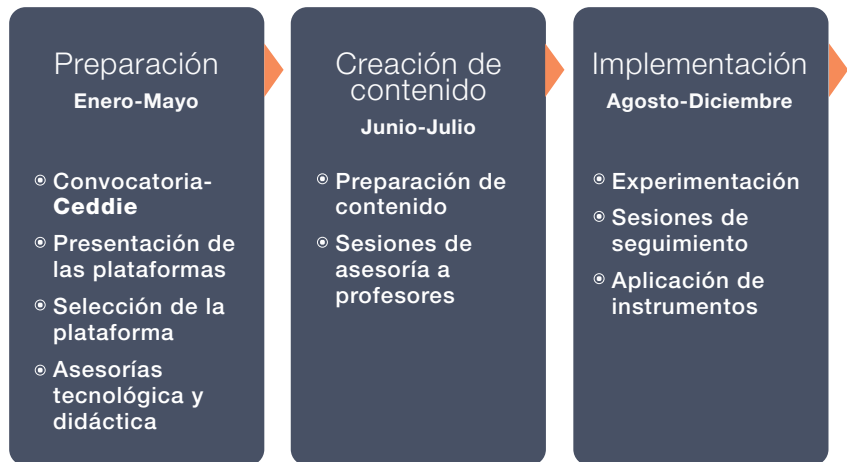 Preparación
Enero-Mayo
Convocatoria-
Ceddie
Presentación de
las plataformas
Selección de la
plataforma
Asesorías
tecnológica y
didáctica
Creación de
contenido
Junio-Julio
Preparación de
contenido
Sesiones de
asesoría a
profesores
Implementación
Agosto-Diciembre
Experimentación
Sesiones de
seguimiento
Aplicación de
instrumentos